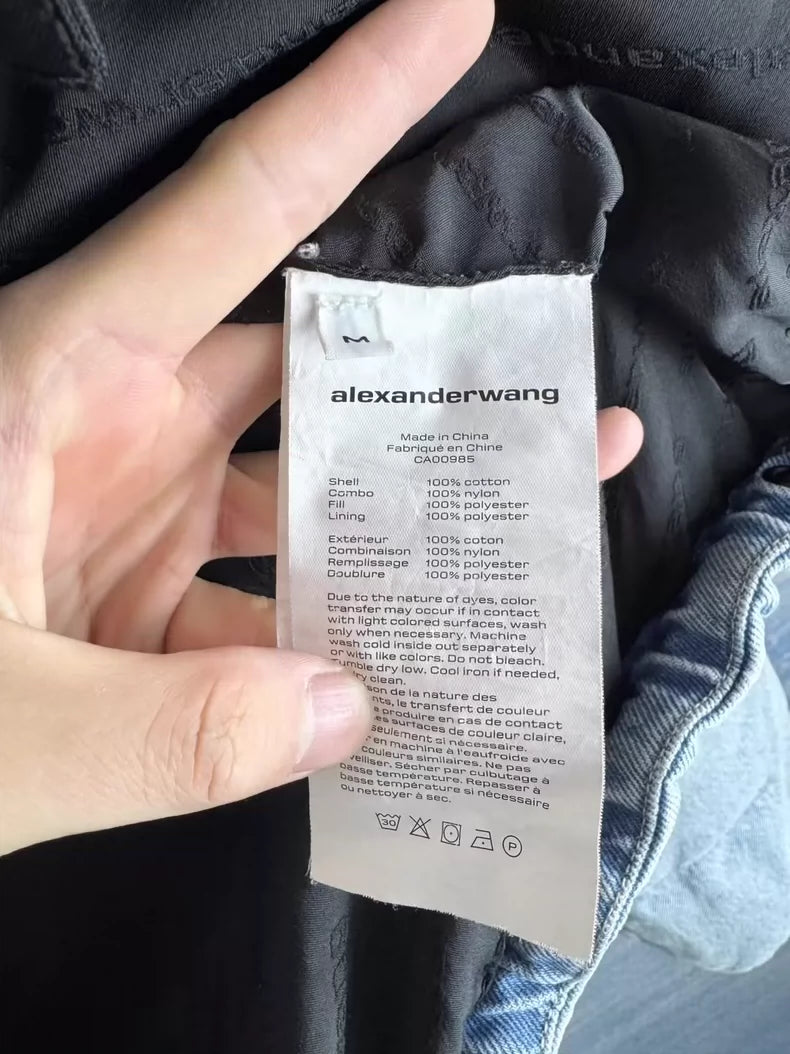 M
alexanderwang
Made in China
Fabriqué en Chine
CA00985
Shell 100% cotton
Combo 100% nylon
Fill 100% polyester
Lining 100% polyester
Extérieur 100% coton
Combinaison 100% nylon
Remplissage 100% polyester
Doublure 100% polyester
Due to the nature of ayes, color
transfer may occur if in contact
with light colored surfaces, wash
only when necessary. Machine
wash cold inside out separately
or with like colors. Do not bleach.
Tumble dry low. Cool iron if needed,
clean.
de la nature des
le transfert de couleur
produire en cas de contact
surfaces de couleur claire,
seulement si nécessaire.
en machine à l'eaufroide avec
couleurs similaires. Ne pas
Sécher par culbutage à
basse température. Repasser à
basse température si nécessaire
ou nettoyer à sec.
30
P